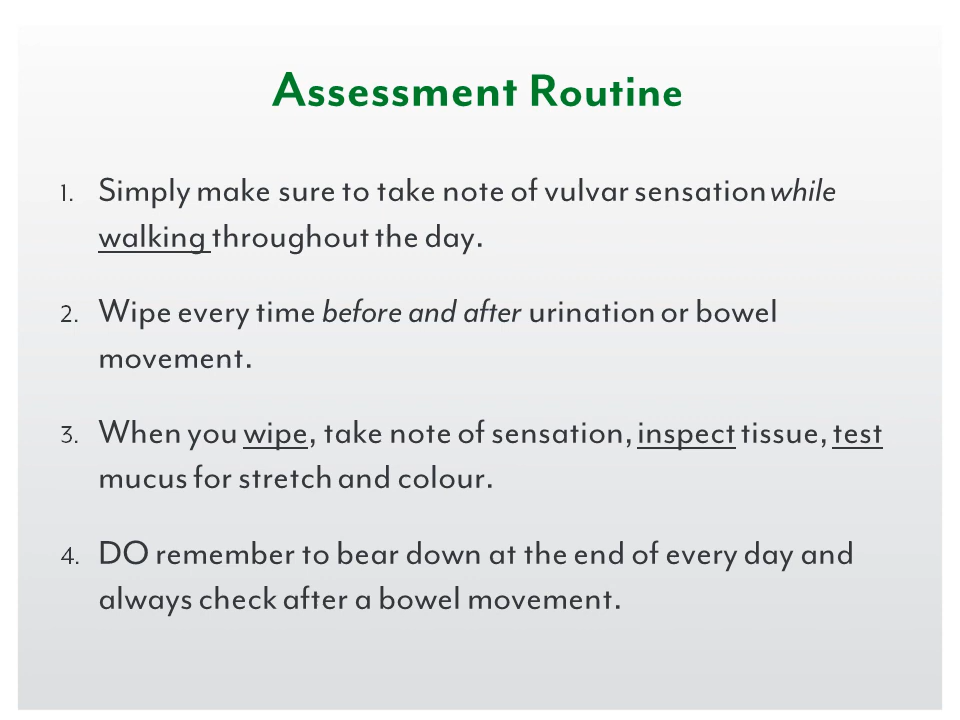 Assessment Routine
1. Simply make sure to take note of vulvar sensation while
walking throughout the day.
2. Wipe every time before and after urination or bowel
movement.
3. When you wipe, take note of sensation, inspect tissue, test
mucus for stretch and colour.
4. DO remember to bear down at the end of every day and
always check after a bowel movement.